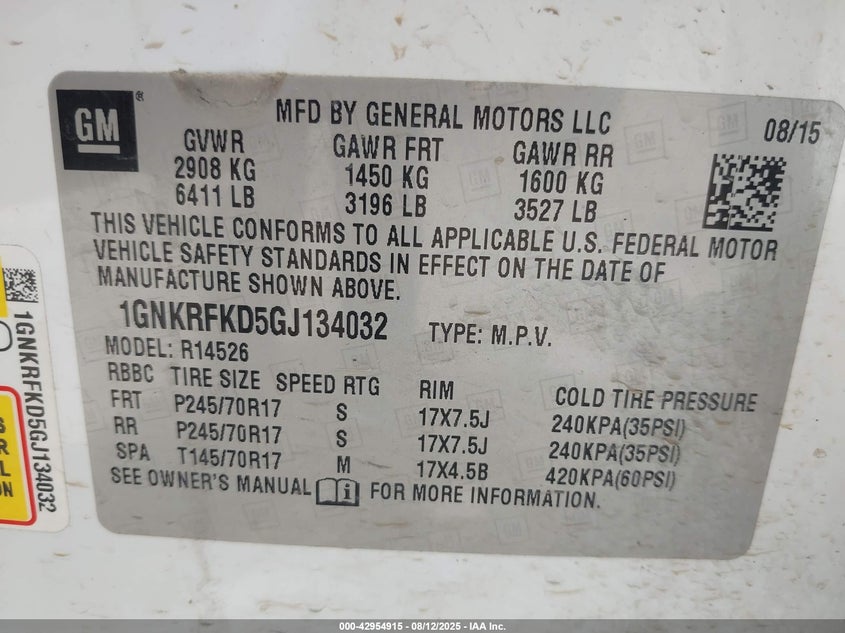 GM ®
MFD BY GENERAL MOTORS LLC
08/15
GVWR GAWR FRT GAWR RR
2908 KG 1450 KG 1600 KG
6411 LB 3196 LB 3527 LB
THIS VEHICLE CONFORMS TO ALL APPLICABLE U.S. FEDERAL MOTOR
VEHICLE SAFETY STANDARDS IN EFFECT ON THE DATE OF
MANUFACTURE SHOWN ABOVE.
1GNKRFKD5GJ134032 TYPE: M.P.V.
MODEL: R14526
RBBC TIRE SIZE SPEED RTG RIM COLD TIRE PRESSURE
FRT P245/70R17 S 17X7.5J 240KPA(35PSI)
RR P245/70R17 S 17X7.5J 240KPA(35PSI)
SPA T145/70R17 M 17X4.5B 420KPA(60PSI)
SEE OWNER'S MANUAL FOR MORE INFORMATION.
1GNKRFKD5GJ134032
000-42954915 - 08/12/2025 - IAA Inc.